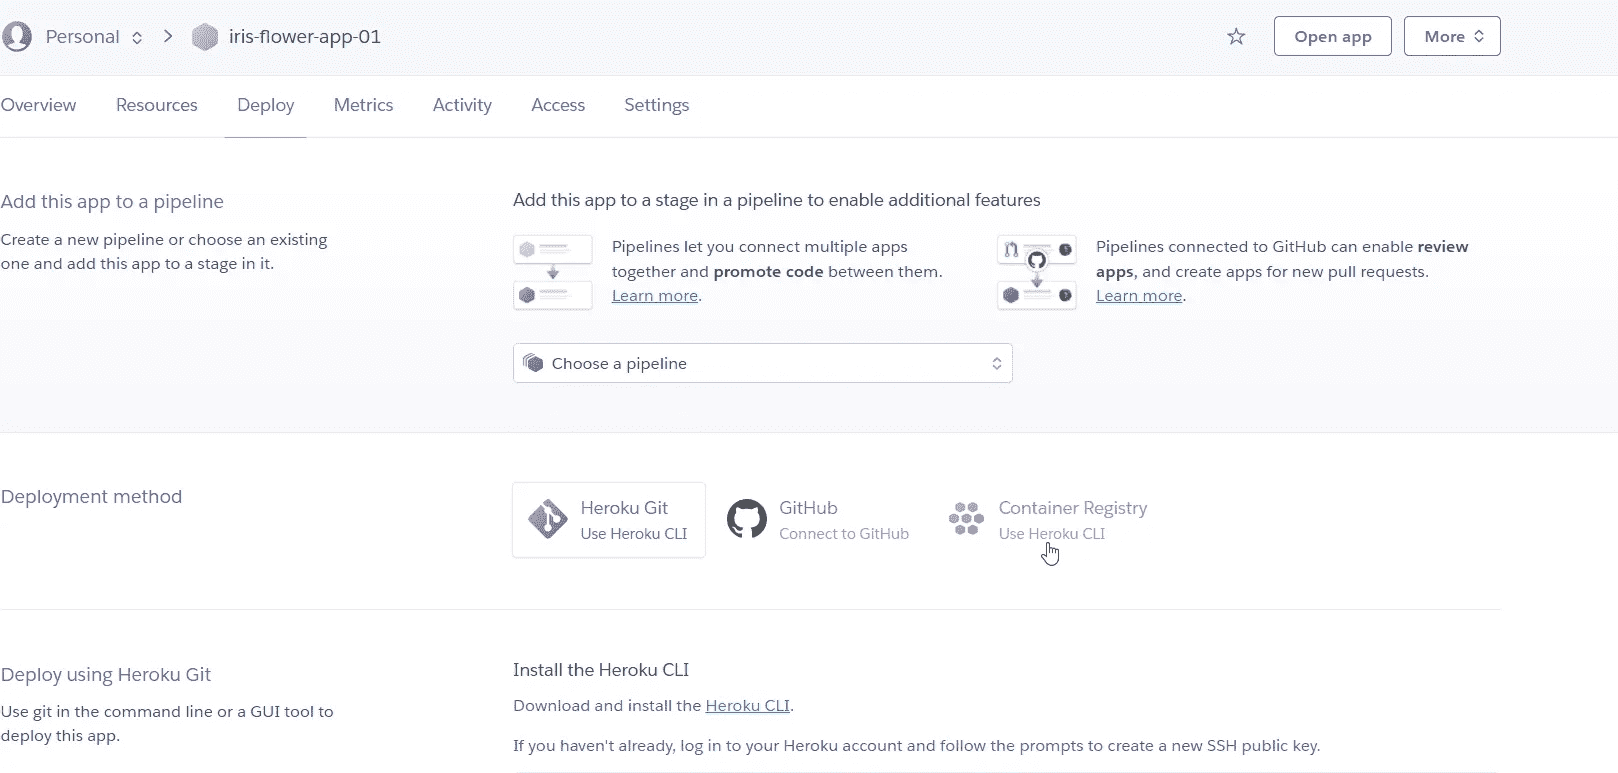 Personal
iris-flower-app-01
Open app
More
Overview
Resources
Deploy
Metrics
Activity
Access
Settings
Add this app to a pipeline
Create a new pipeline or choose an existing
one and add this app to a stage in it.
Add this app to a stage in a pipeline to enable additional features
Pipelines let you connect multiple apps
together and promote code between them.
Learn more.
Pipelines connected to GitHub can enable review
apps, and create apps for new pull requests.
Learn more.
Choose a pipeline
Deployment method
Heroku Git
Use Heroku CLI
GitHub
Connect to GitHub
Container Registry
Use Heroku CLI
Deploy using Heroku Git
Use git in the command line or a GUI tool to
deploy this app.
Install the Heroku CLI
Download and install the Heroku CLI.
If you haven't already, log in to your Heroku account and follow the prompts to create a new SSH public key.